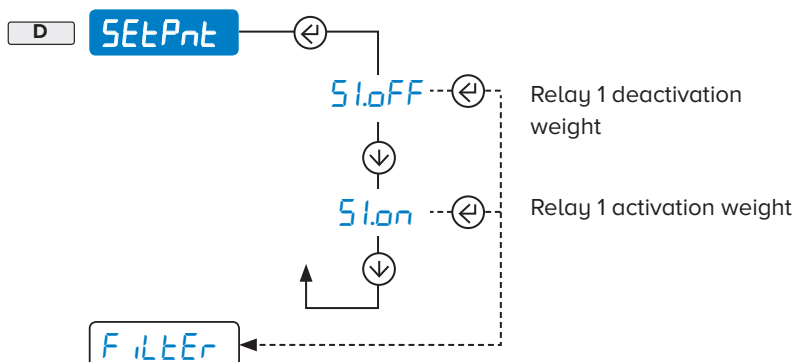 D SEtPnt
S1.oFF Relay 1 deactivation
weight
S1.on Relay 1 activation weight
FiLtEr